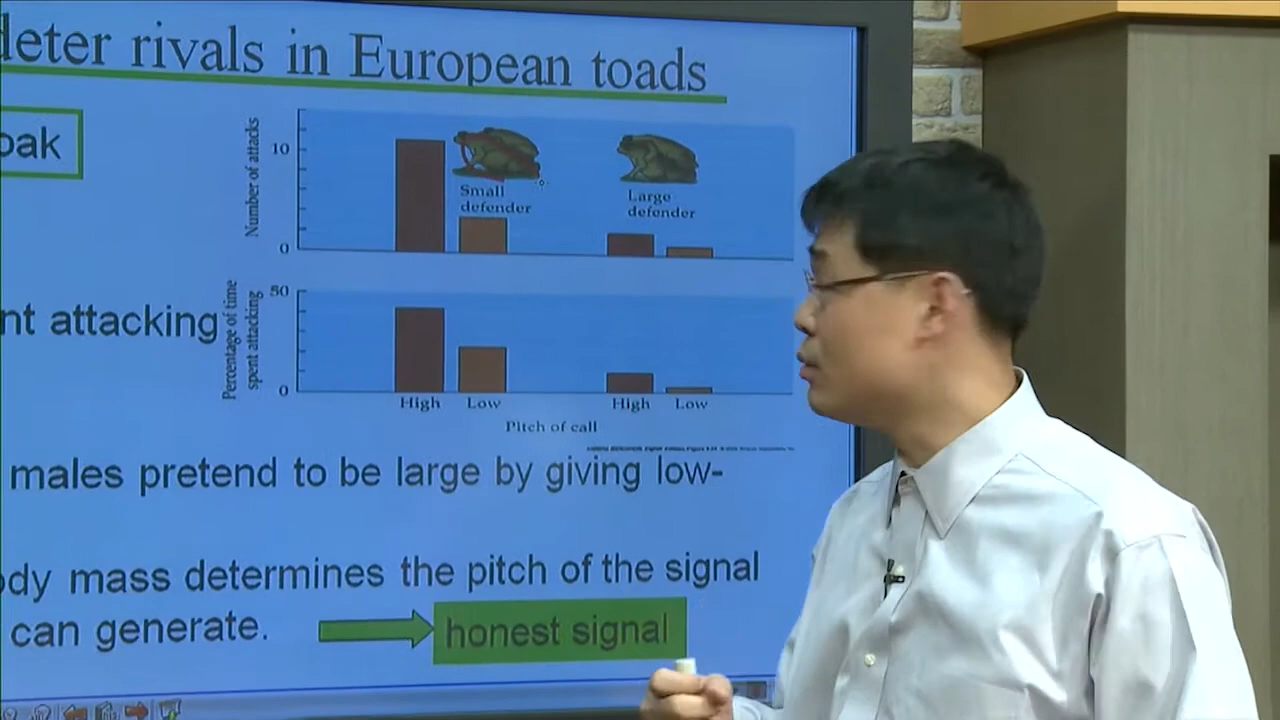 deter rivals in European toads
oak
Number of attacks
10
0
Small
defender
Large
defender
Percentage of time
spent attacking
50
0
High
Low
High
Low
Pitch of call
nt attacking
males pretend to be large by giving low-
ody mass determines the pitch of the signal
can generate.
honest signal